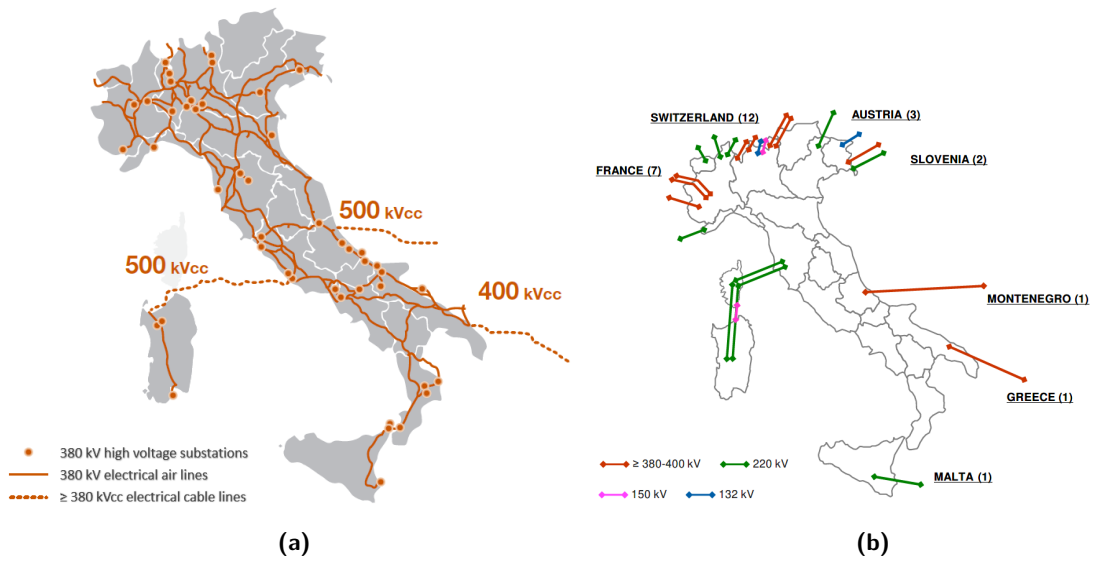 500 kVcc
500 kVcc
400 kVcc
380 kV high voltage substations
380 kV electrical air lines
≥ 380 kVcc electrical cable lines
(a)
SWITZERLAND (12)
AUSTRIA (3)
SLOVENIA (2)
FRANCE (7)
MONTENEGRO (1)
GREECE (1)
MALTA (1)
≥ 380-400 kV
220 kV
150 kV
132 kV
(b)